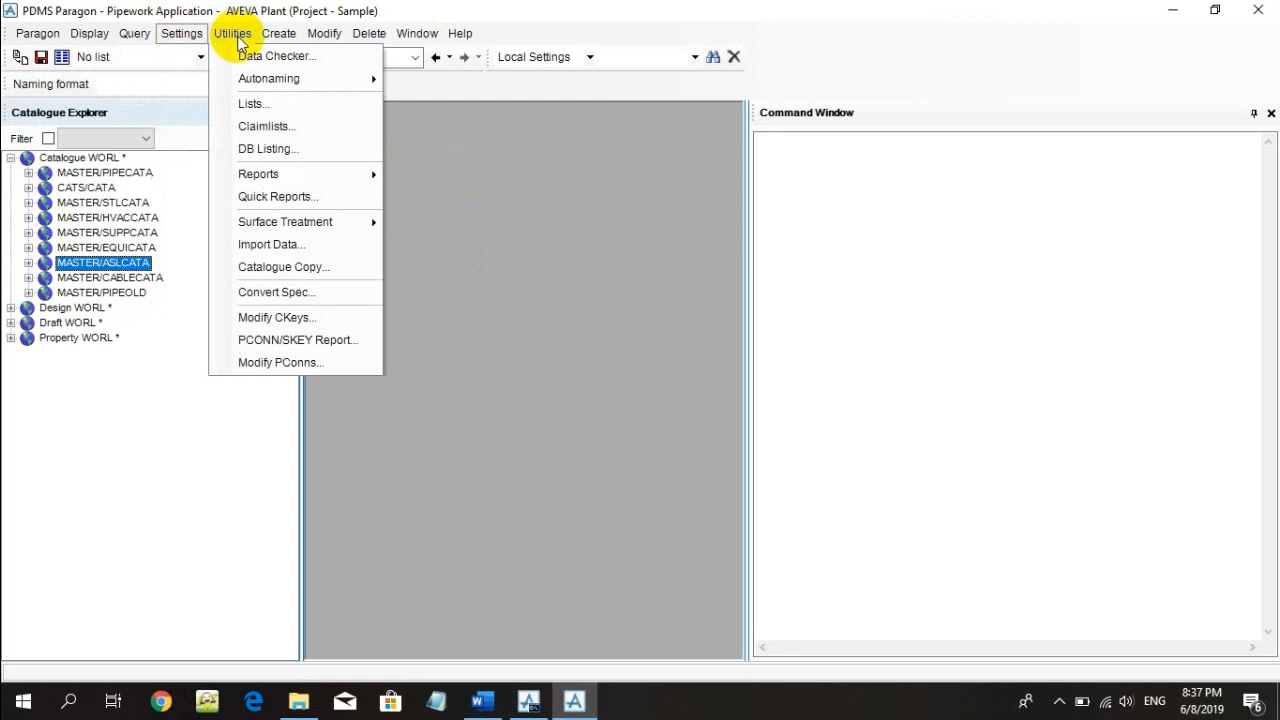 PDMS Paragon - Pipework Application - AVEVA Plant (Project - Sample)
Paragon Display Query Settings Utilities Create Modify Delete Window Help
No list
Local Settings
Naming format
Catalogue Explorer
Filter
Catalogue WORL *
MASTER/PIPECATA
CATS/CATA
MASTER/STLCATA
MASTER/HVACCATA
MASTER/SUPPCATA
MASTER/EQUICATA
MASTER/ASLCATA
MASTER/CABLECATA
MASTER/PIPEOLD
Design WORL *
Draft WORL *
Property WORL *
Data Checker...
Autonaming
Lists...
Claimlists...
DB Listing...
Reports
Quick Reports...
Surface Treatment
Import Data...
Catalogue Copy...
Convert Spec...
Modify CKeys...
PCONN/SKEY Report...
Modify PConns...
Command Window
ENG
8:37 PM
6/8/2019
6